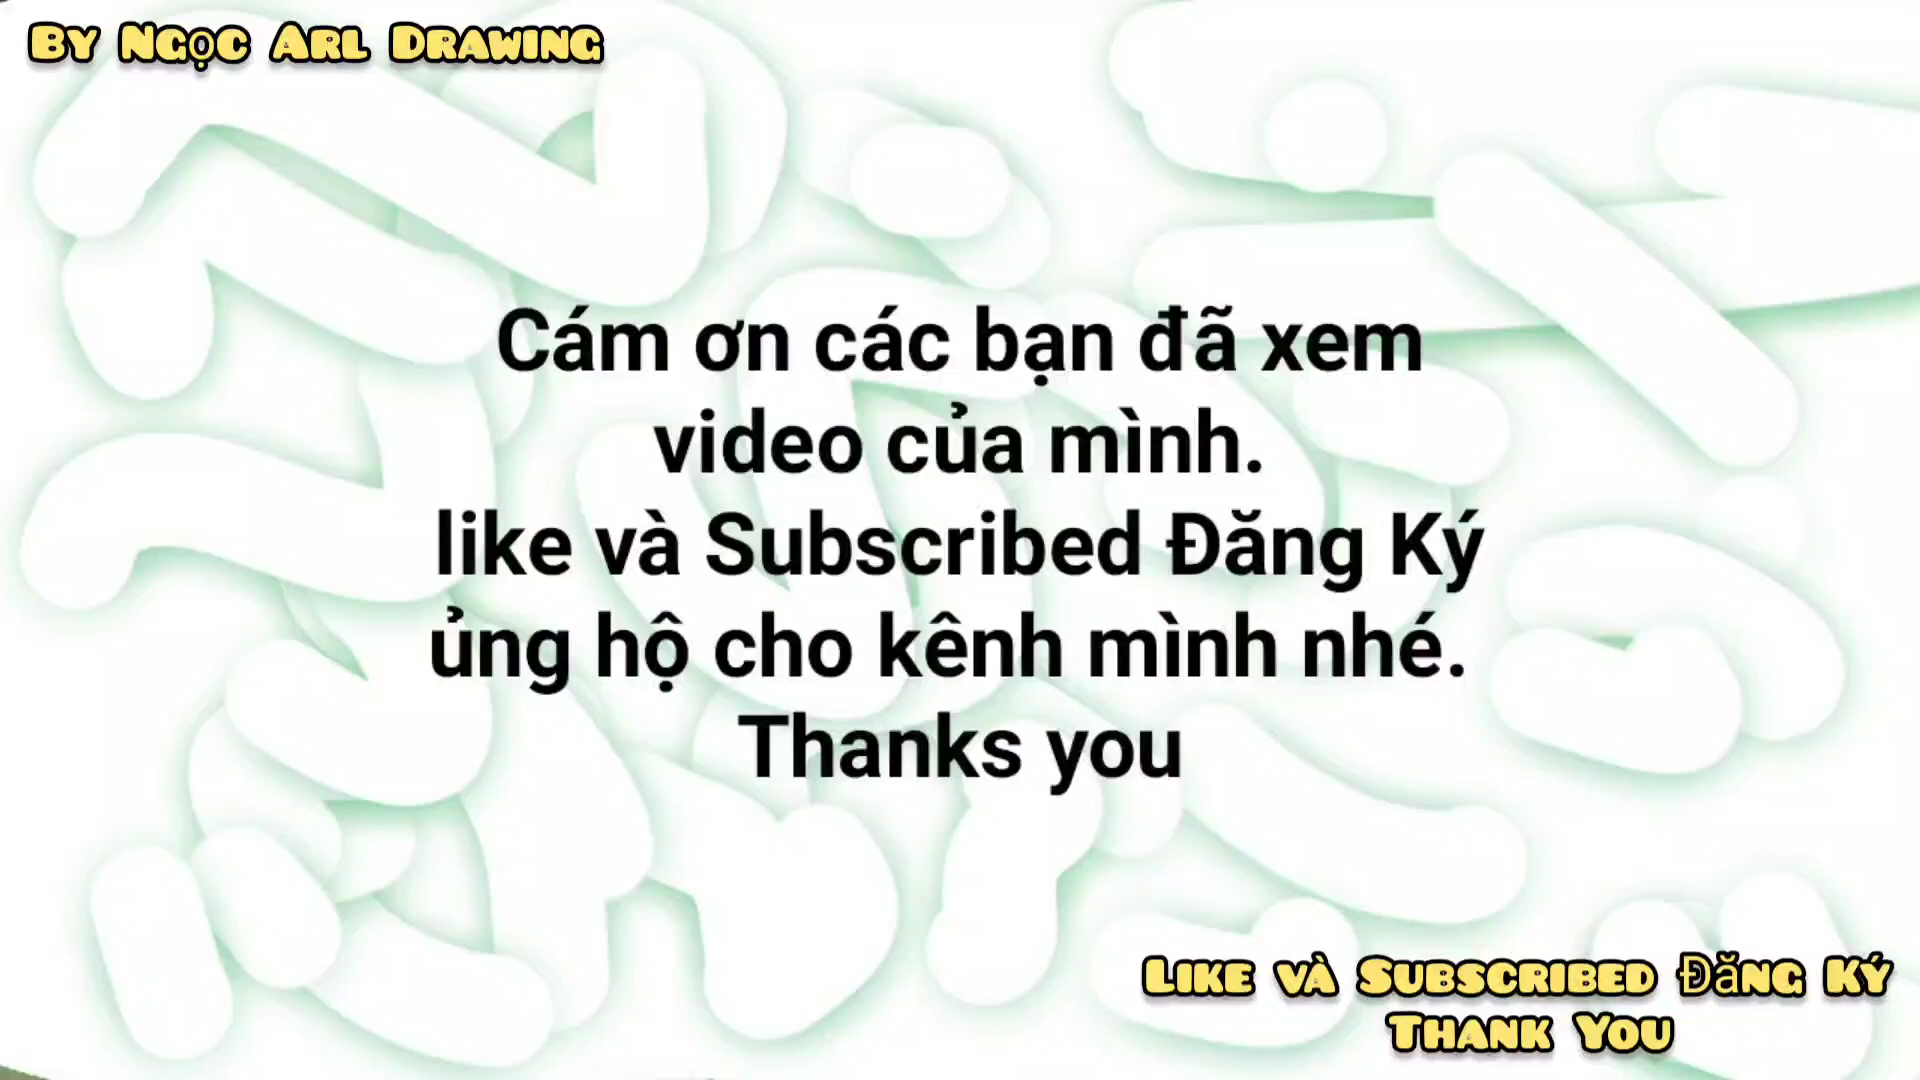 By Ngọc Arl Drawing
Cám ơn các bạn đã xem
video của mình.
like và Subscribed Đăng Ký
ủng hộ cho kênh mình nhé.
Thanks you
Like và Subscribed Đăng Ký
Thank You